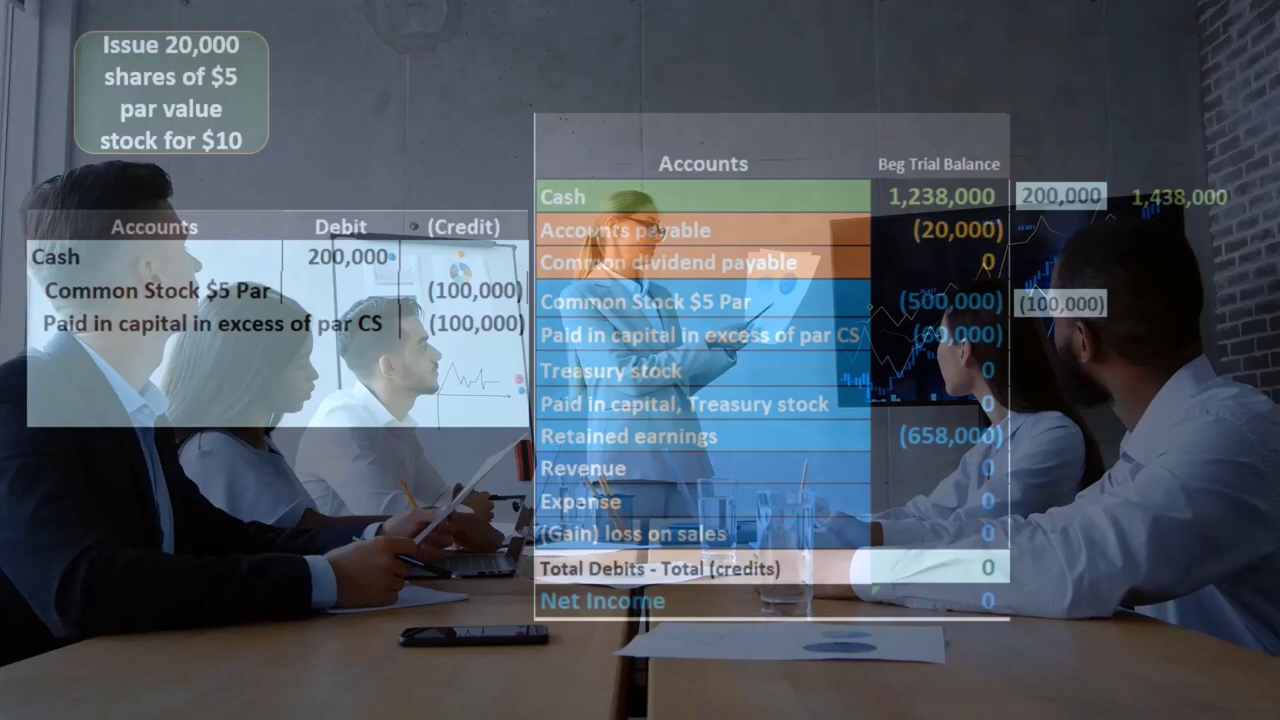 Issue 20,000
shares of $5
par value
stock for $10
Accounts Debit (Credit)
Cash 200,000
Common Stock $5 Par (100,000)
Paid in capital in excess of par CS (100,000)
Accounts Beg Trial Balance
Cash 1,238,000 200,000 1,438,000
Accounts payable (20,000)
Common dividend payable 0
Common Stock $5 Par (500,000) (100,000)
Paid in capital in excess of par CS (60,000)
Treasury stock 0
Paid in capital, Treasury stock 0
Retained earnings (658,000)
Revenue 0
Expanse 0
(Gain) loss on sales 0
Total Debits - Total (credits) 0
Net Income 0